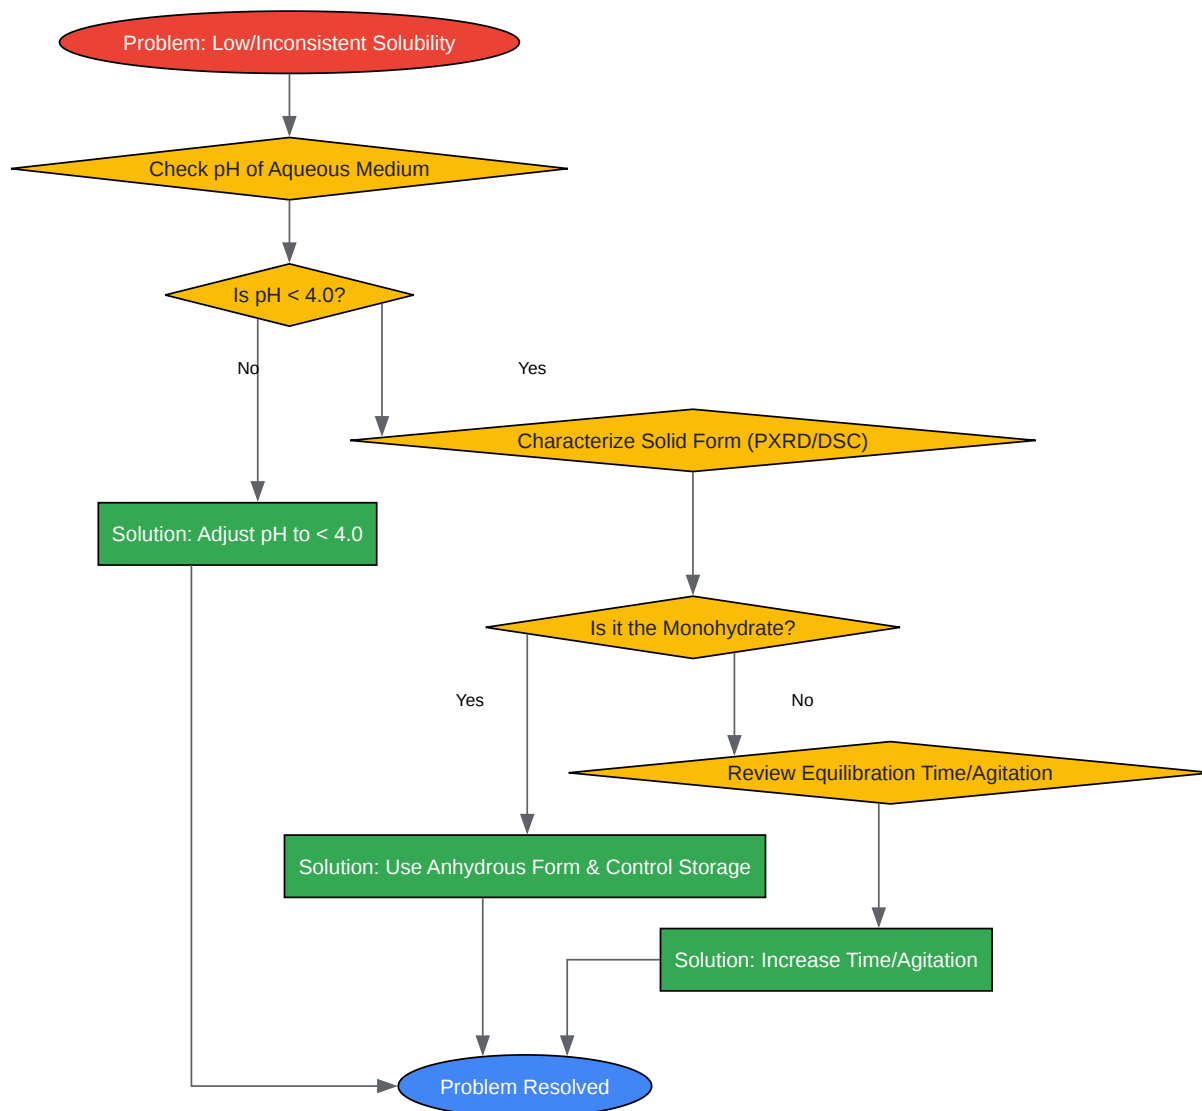 Problem: Low/Inconsistent Solubility
Check pH of Aqueous Medium
Is pH < 4.0?
No
Yes
Characterize Solid Form (PXRD/DSC)
Solution: Adjust pH to < 4.0
Is it the Monohydrate?
Yes
No
Review Equilibration Time/Agitation
Solution: Use Anhydrous Form & Control Storage
Solution: Increase Time/Agitation
Problem Resolved